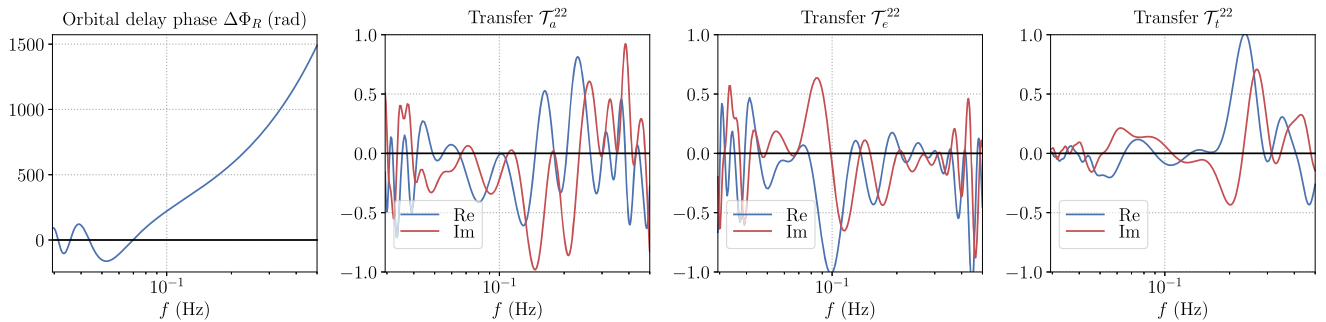 Orbital delay phase ΔΦ_R (rad)
1500
1000
500
0
10⁻¹
f (Hz)
Transfer 𝒯_a^22
1.0
0.5
0.0
−0.5
−1.0
Re
Im
10⁻¹
f (Hz)
Transfer 𝒯_e^22
1.0
0.5
0.0
−0.5
−1.0
Re
Im
10⁻¹
f (Hz)
Transfer 𝒯_t^22
1.0
0.5
0.0
−0.5
−1.0
Re
Im
10⁻¹
f (Hz)